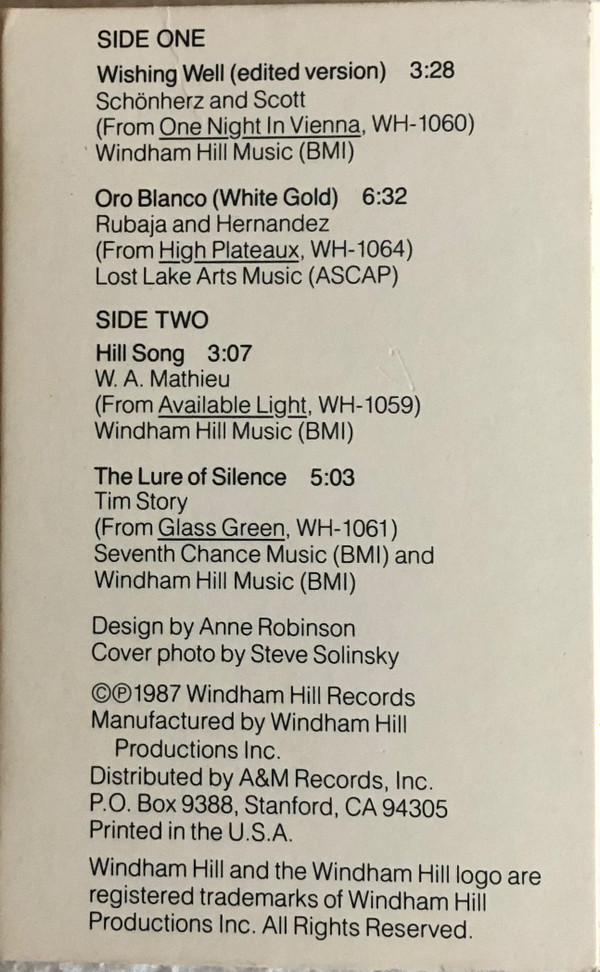 SIDE ONE
Wishing Well (edited version) 3:28
Schönherz and Scott
(From One Night In Vienna, WH-1060)
Windham Hill Music (BMI)
Oro Blanco (White Gold) 6:32
Rubaja and Hernandez
(From High Plateaux, WH-1064)
Lost Lake Arts Music (ASCAP)
SIDE TWO
Hill Song 3:07
W. A. Mathieu
(From Available Light, WH-1059)
Windham Hill Music (BMI)
The Lure of Silence 5:03
Tim Story
(From Glass Green, WH-1061)
Seventh Chance Music (BMI) and
Windham Hill Music (BMI)
Design by Anne Robinson
Cover photo by Steve Solinsky
©℗1987 Windham Hill Records
Manufactured by Windham Hill
Productions Inc.
Distributed by A&M Records, Inc.
P.O. Box 9388, Stanford, CA 94305
Printed in the U.S.A.
Windham Hill and the Windham Hill logo are
registered trademarks of Windham Hill
Productions Inc. All Rights Reserved.